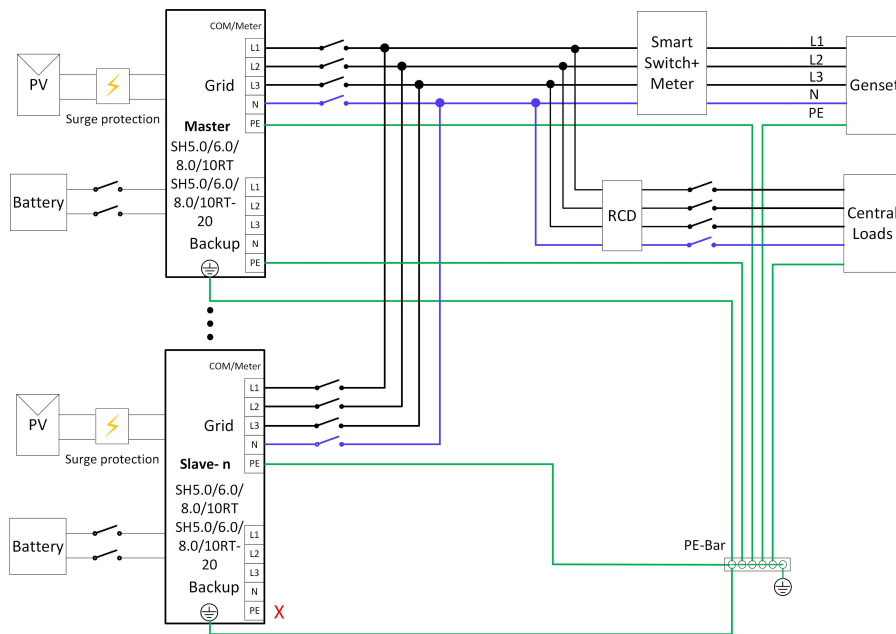 COM/Meter
L1
L2
Grid
L3
N
Master
PE
SH5.0/6.0/
8.0/10RT
SH5.0/6.0/
8.0/10RT-
20
L1
L2
L3
Backup
N
PE
PV
Surge protection
Battery
Smart
Switch+
Meter
L1
L2
L3
N
PE
Genset
RCD
Central
Loads
COM/Meter
L1
L2
Grid
L3
N
Slave- n
PE
SH5.0/6.0/
8.0/10RT
SH5.0/6.0/
8.0/10RT-
20
L1
L2
L3
Backup
N
PE
X
PV
Surge protection
Battery
PE-Bar